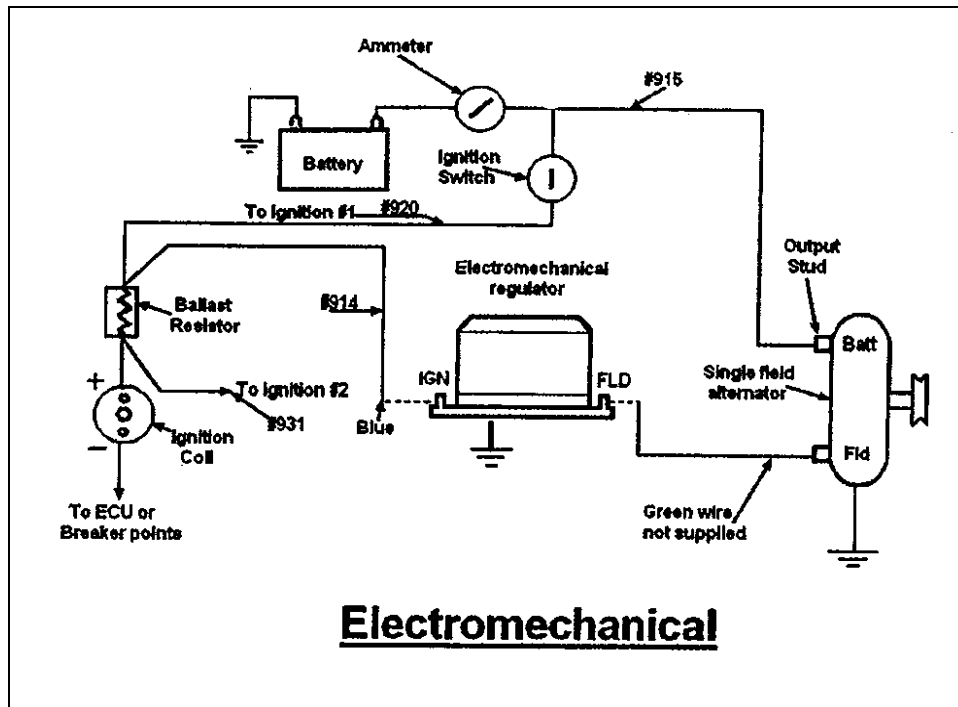 Ammeter
#915
Battery
Ignition
Switch
To Ignition #1
#920
Output
Stud
Electromechanical
regulator
Ballast
Resistor
#914
Batt
Single field
alternator
IGN
FLD
+
To Ignition #2
#931
Blue
Ignition
Coil
−
Fld
To ECU or
Breaker points
Green wire
not supplied
Electromechanical